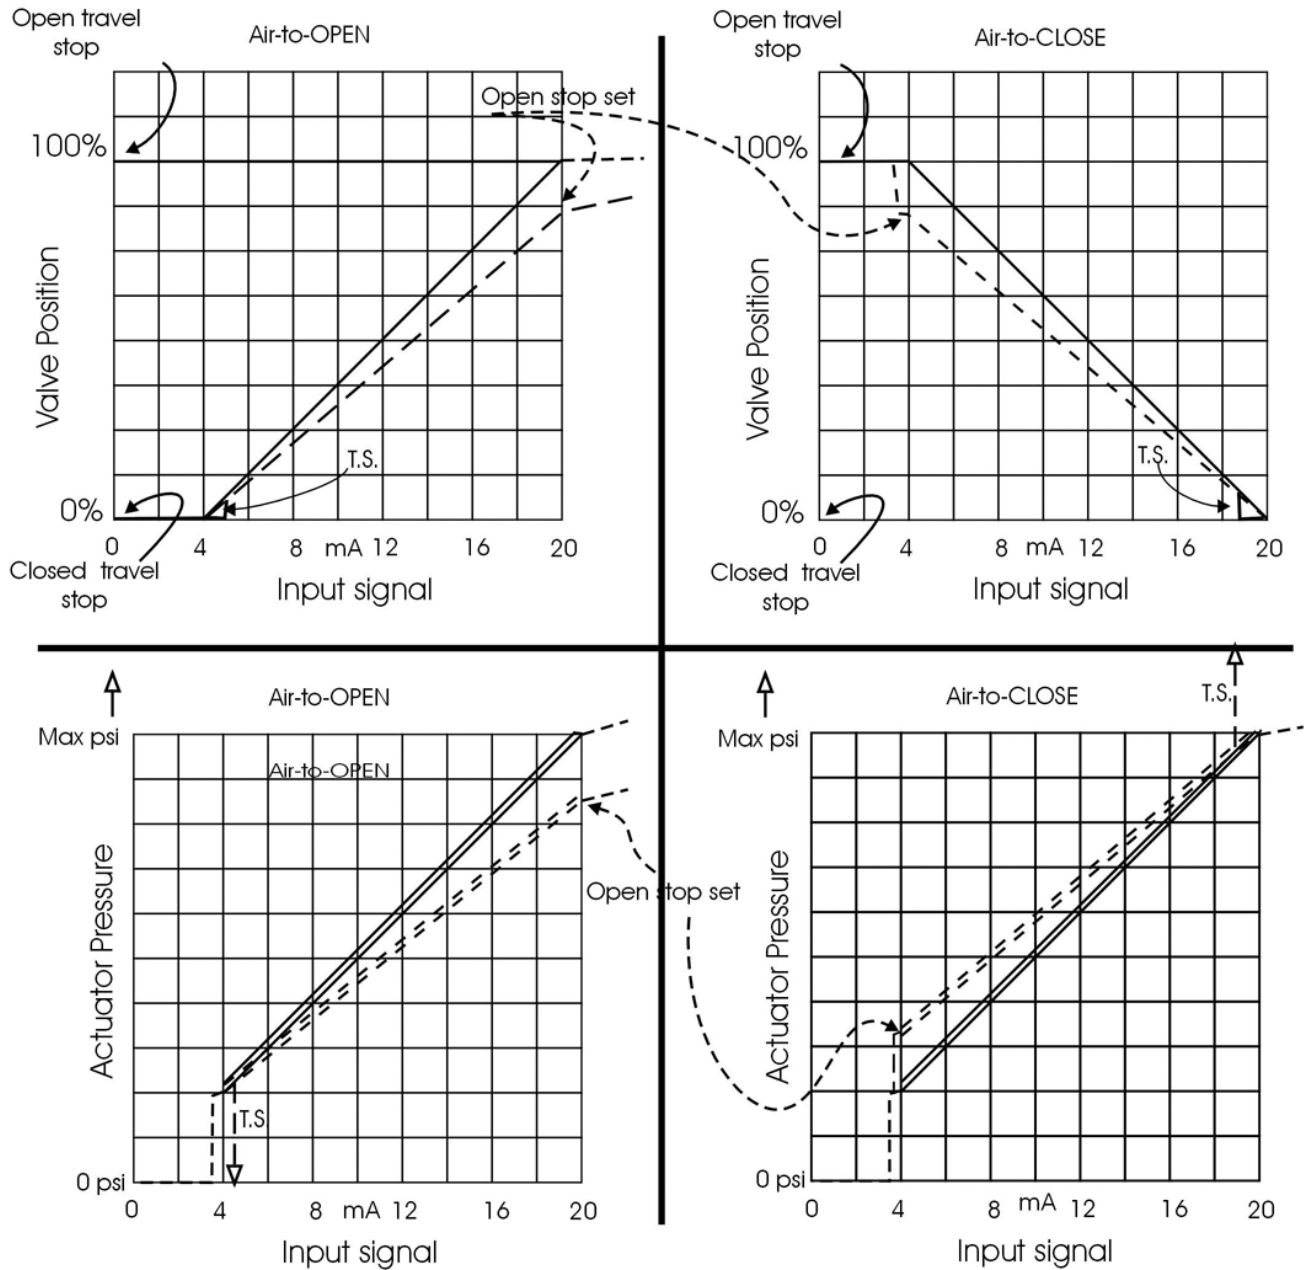 Open travel
stop
Air-to-OPEN
Open stop set
100%
Valve Position
T.S.
0%
0 4 8 mA 12 16 20
Closed travel
stop
Input signal
Open travel
stop
Air-to-CLOSE
100%
Valve Position
T.S.
0%
0 4 8 mA 12 16 20
Closed travel
stop
Input signal
Air-to-OPEN
Max psi
Air-to-OPEN
Actuator Pressure
Open stop set
T.S.
0 psi
0 4 8 mA 12 16 20
Input signal
Air-to-CLOSE
T.S.
Max psi
Actuator Pressure
0 psi
0 4 8 mA 12 16 20
Input signal